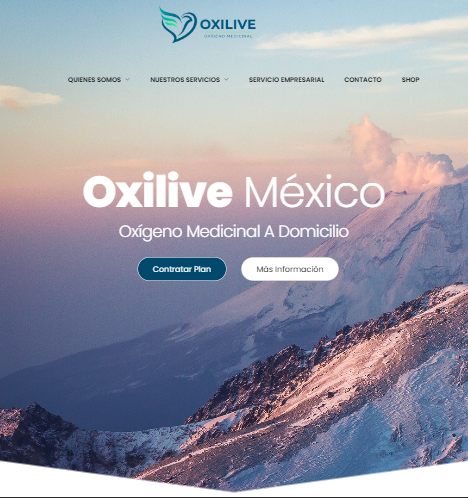 OXILIVE
OXÍGENO MEDICINAL
QUIENES SOMOS
NUESTROS SERVICIOS
SERVICIO EMPRESARIAL
CONTACTO
SHOP
Oxilive México
Oxígeno Medicinal A Domicilio
Contratar Plan
Más Información